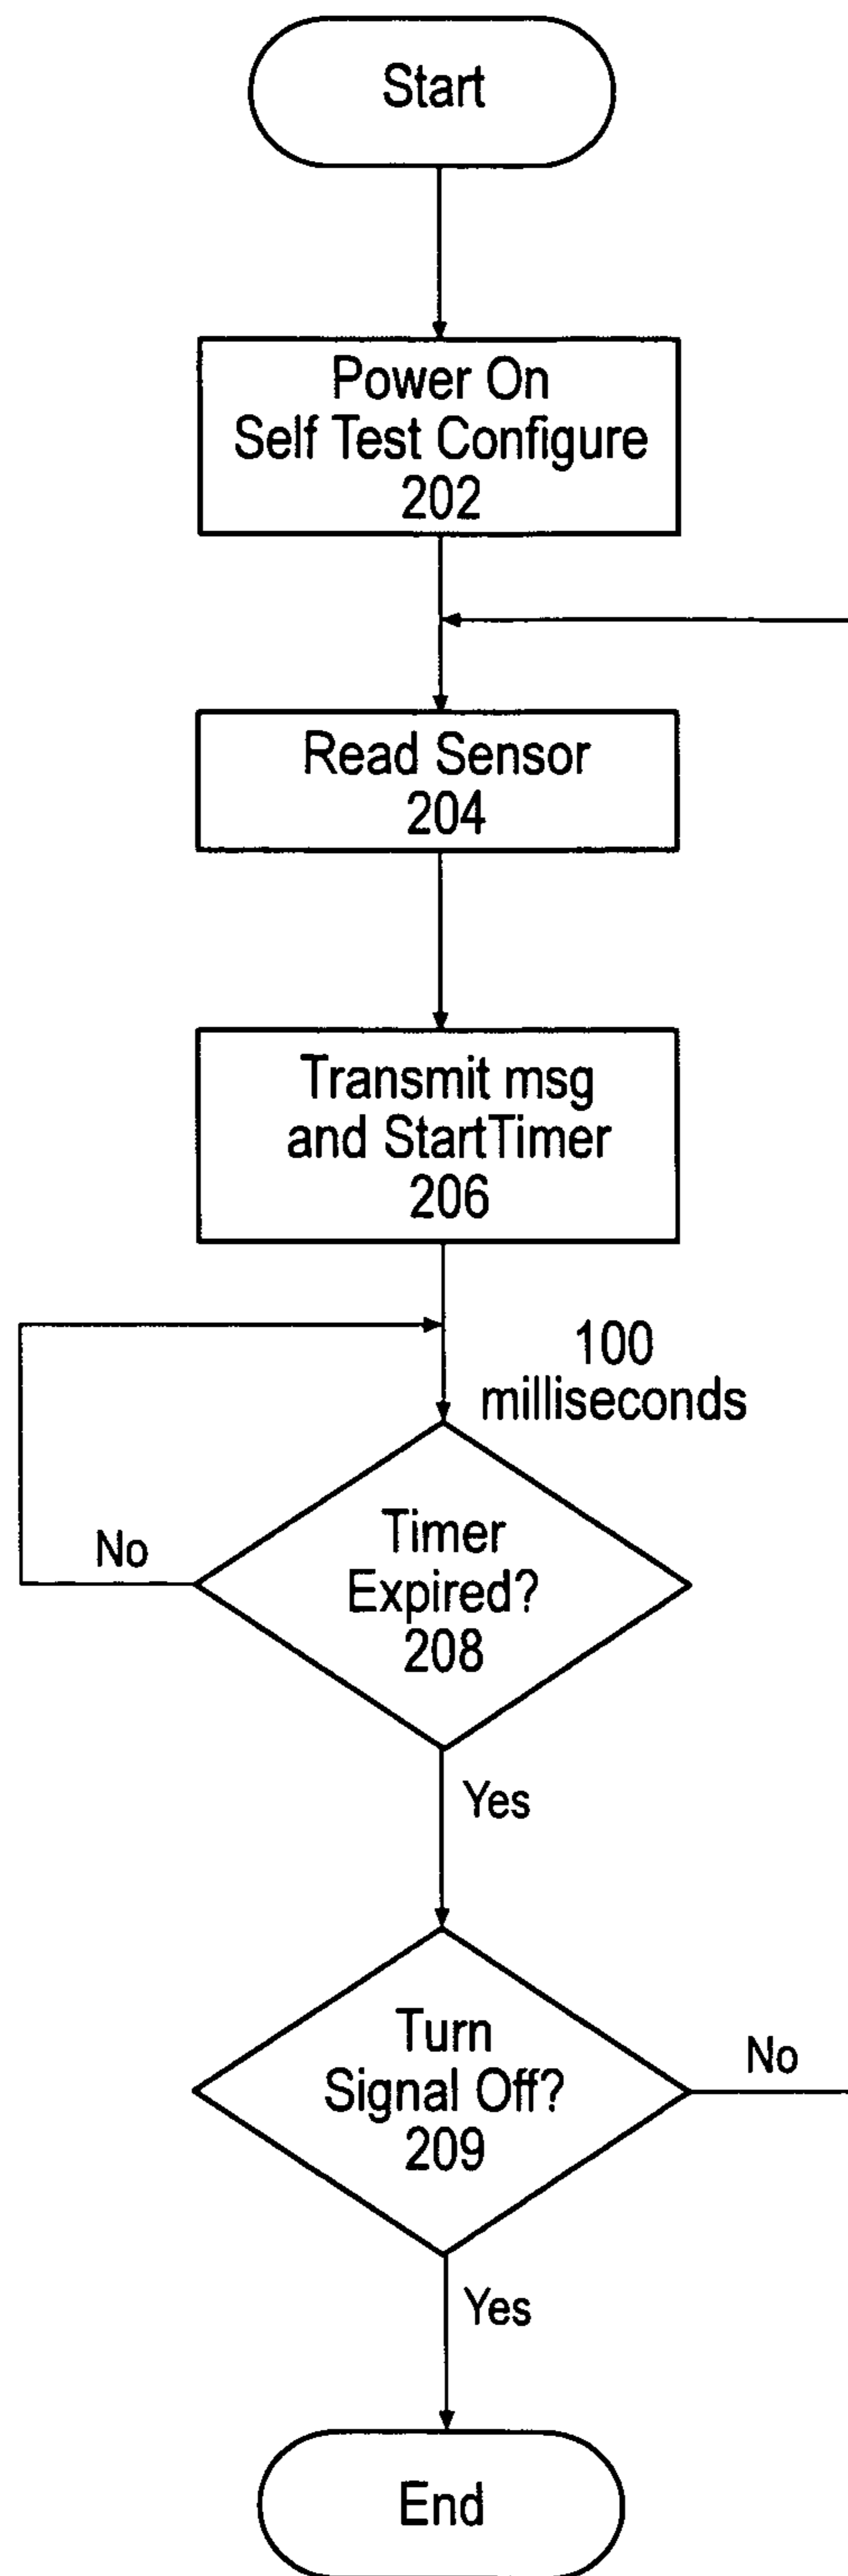 Start
Power On
Self Test Configure
202
Read Sensor
204
Transmit msg
and StartTimer
206
100
milliseconds
No
Timer
Expired?
208
Yes
Turn
Signal Off?
209
No
Yes
End